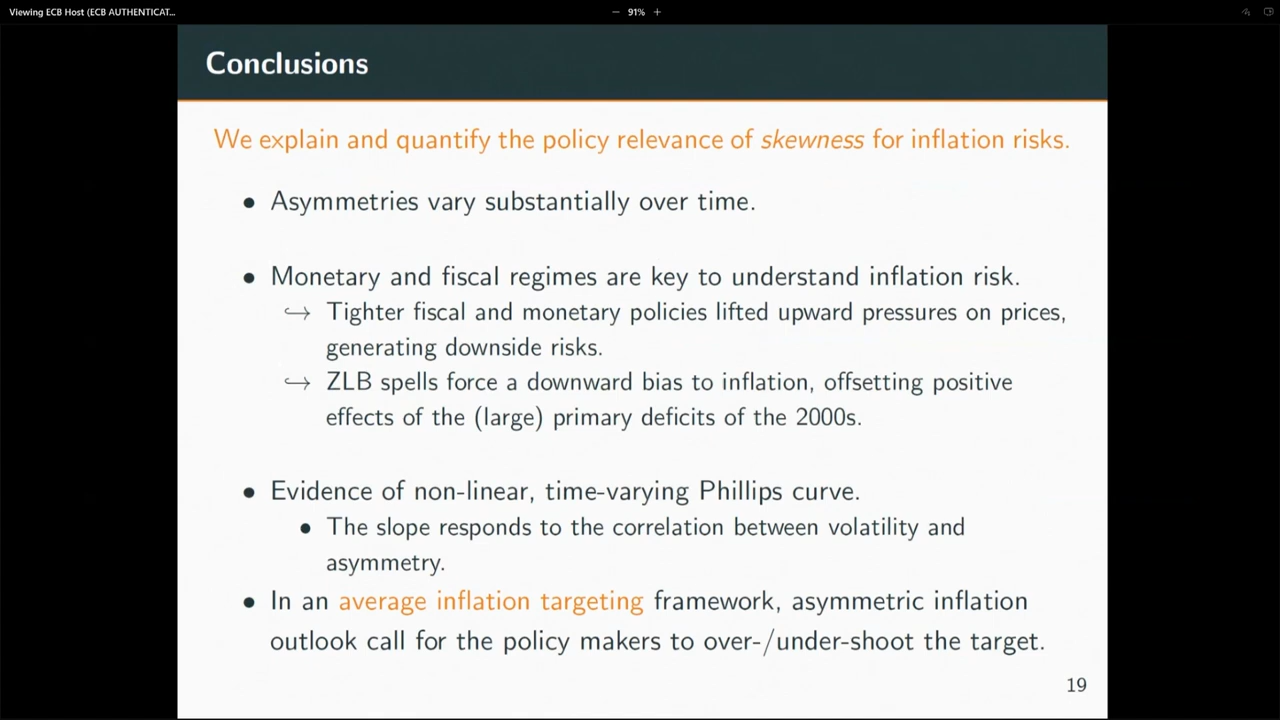 Viewing ECB Host (ECB AUTHENTICAT...
− 91% +
Conclusions
We explain and quantify the policy relevance of skewness for inflation risks.
• Asymmetries vary substantially over time.
• Monetary and fiscal regimes are key to understand inflation risk.
↪ Tighter fiscal and monetary policies lifted upward pressures on prices,
generating downside risks.
↪ ZLB spells force a downward bias to inflation, offsetting positive
effects of the (large) primary deficits of the 2000s.
• Evidence of non-linear, time-varying Phillips curve.
• The slope responds to the correlation between volatility and
asymmetry.
• In an average inflation targeting framework, asymmetric inflation
outlook call for the policy makers to over-/under-shoot the target.
19